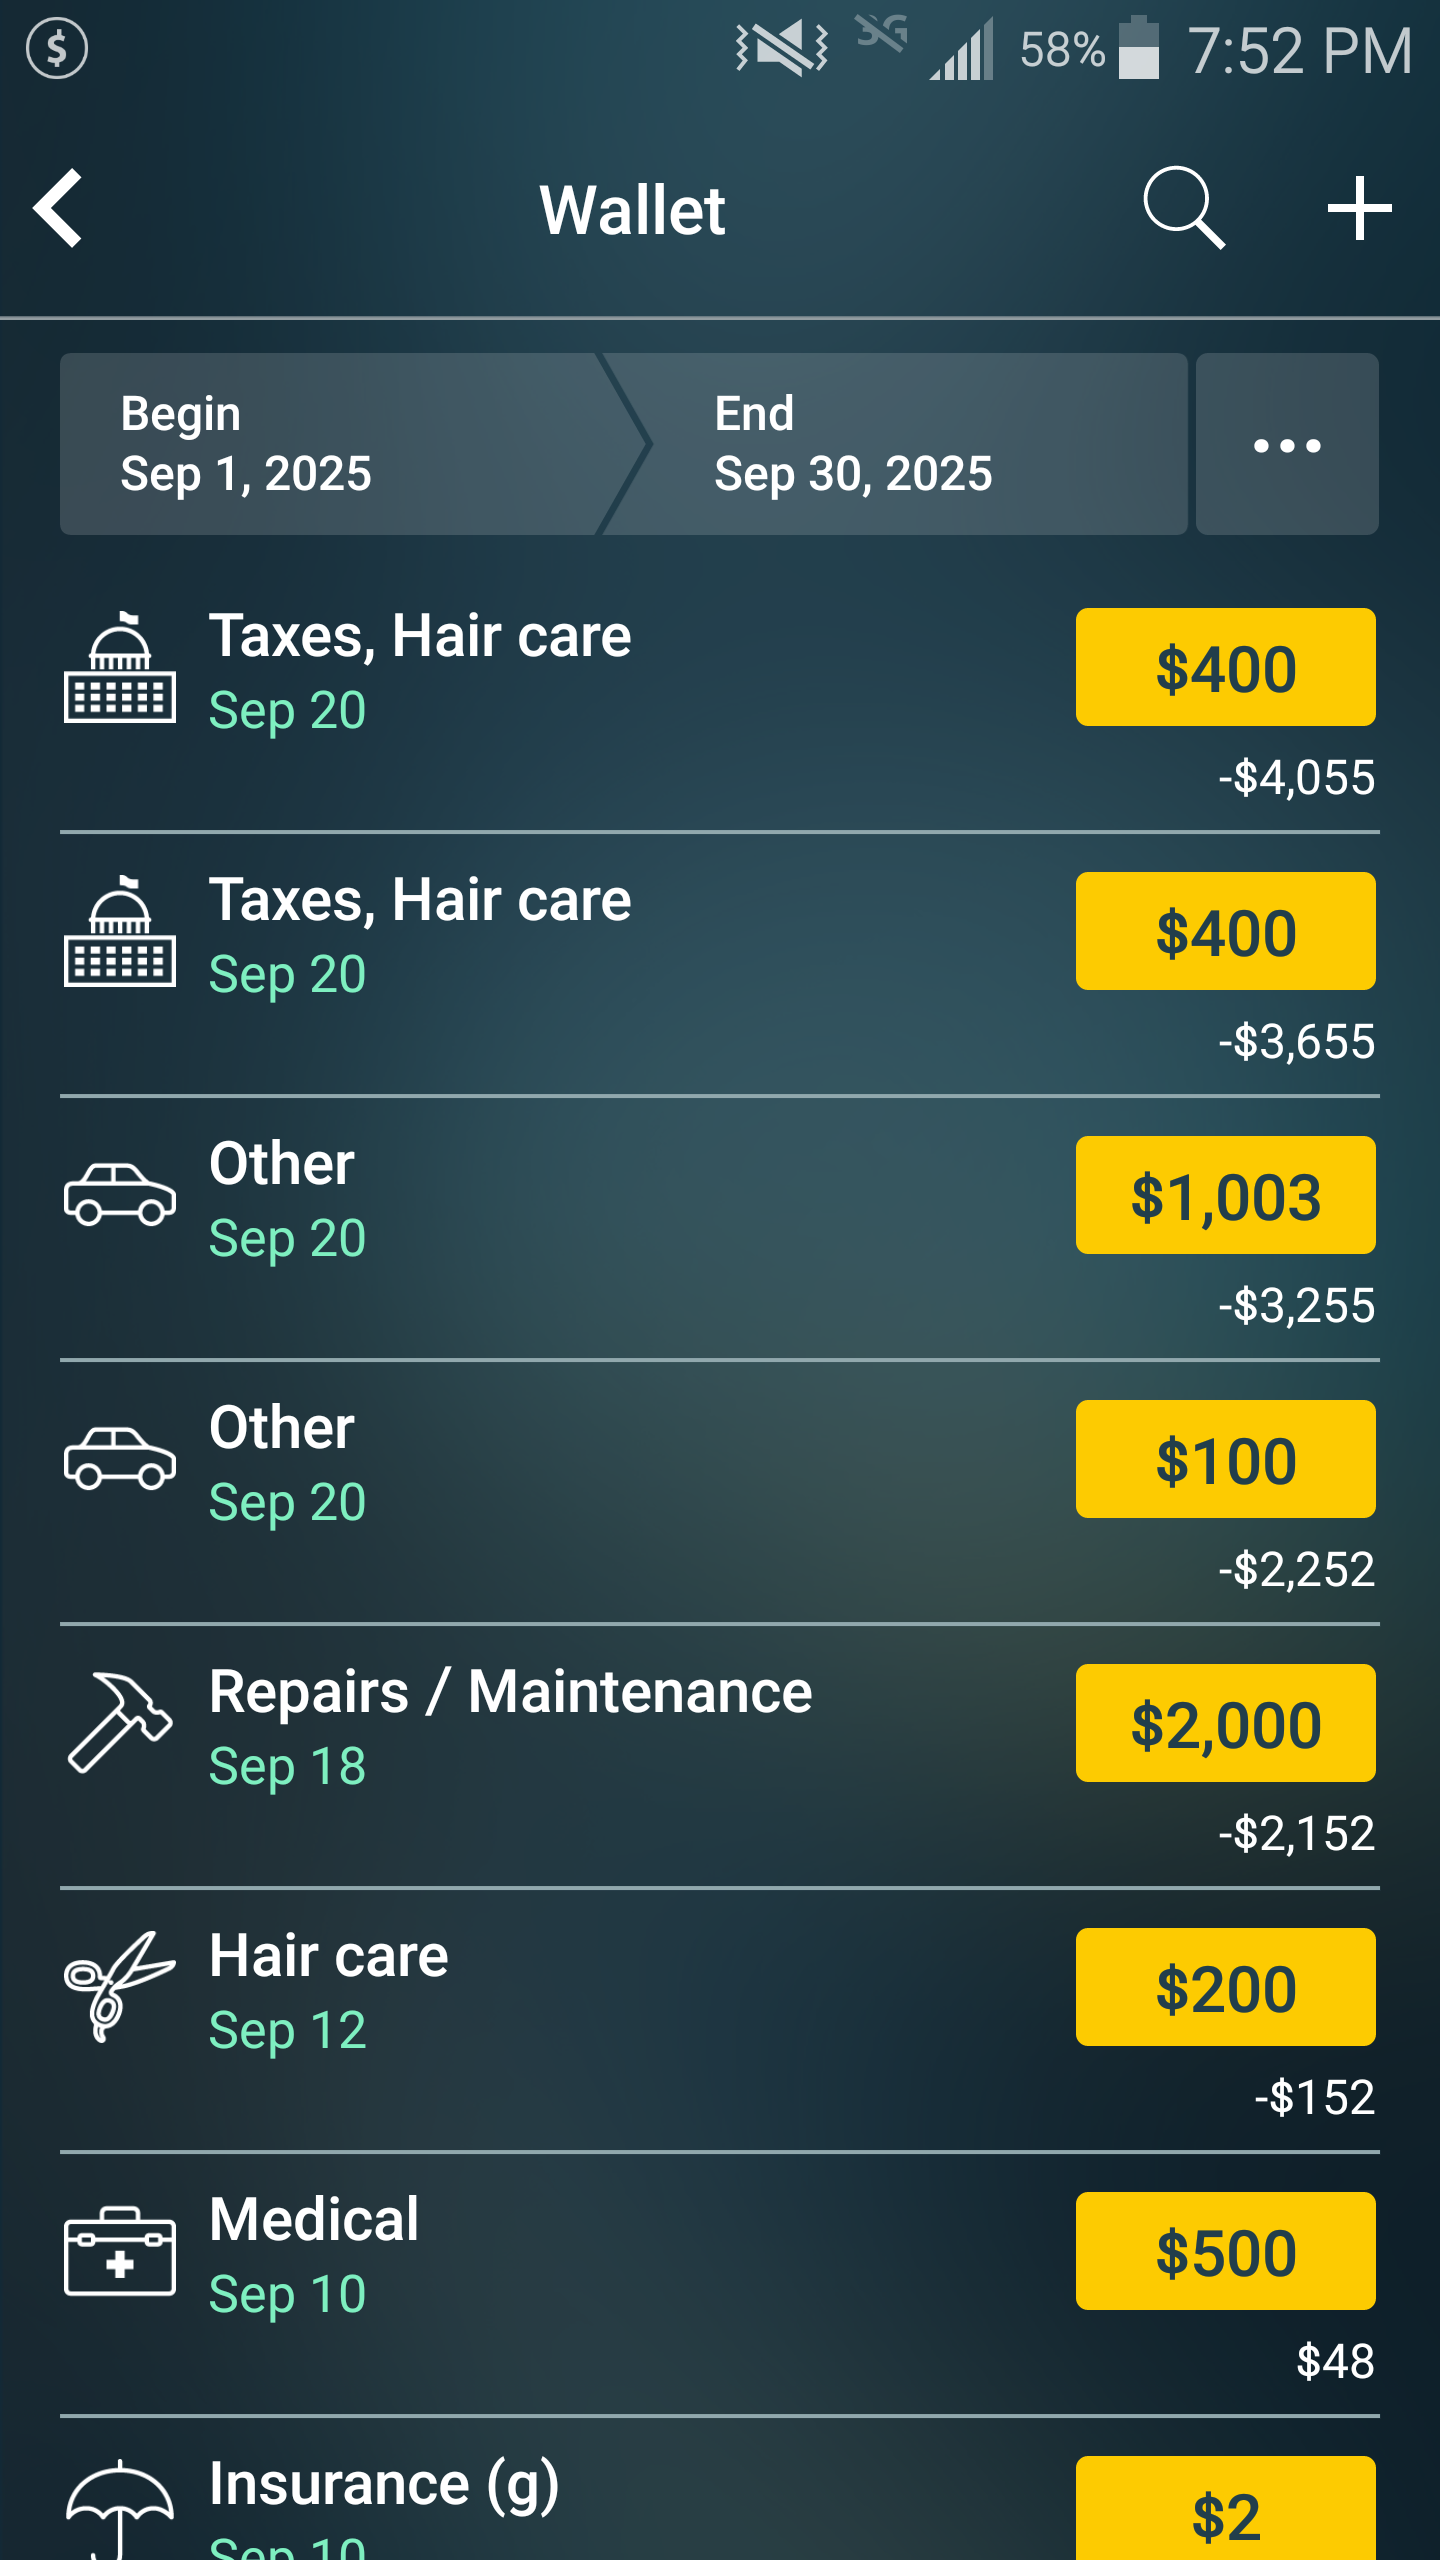 3G 58% 7:52 PM
Wallet
Begin
Sep 1, 2025
End
Sep 30, 2025
Taxes, Hair care
Sep 20
$400
-$4,055
Taxes, Hair care
Sep 20
$400
-$3,655
Other
Sep 20
$1,003
-$3,255
Other
Sep 20
$100
-$2,252
Repairs / Maintenance
Sep 18
$2,000
-$2,152
Hair care
Sep 12
$200
-$152
Medical
Sep 10
$500
$48
Insurance (g)
Sep 10
$2